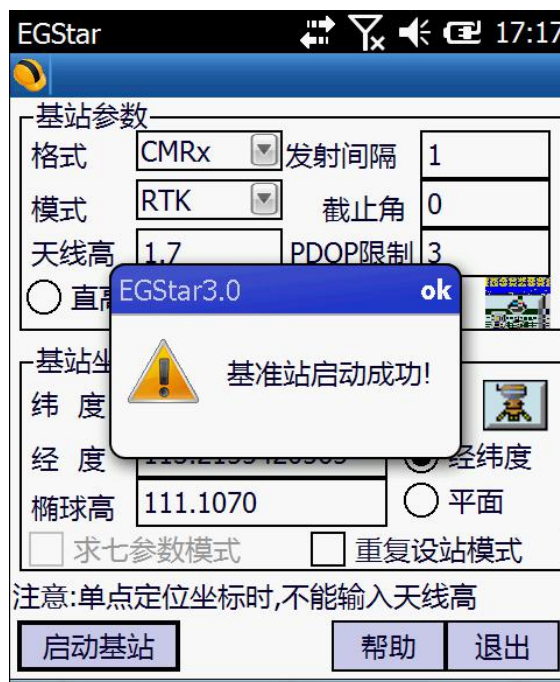 EGStar 17:17
基站参数
格式 CMRx 发射间隔 1
模式 RTK 截止角 0
天线高 1.7 PDOP限制 3
直高
EGStar3.0 ok
基准站启动成功!
基站坐
纬 度
经 度 经纬度
椭球高 111.1070 平面
求七参数模式 重复设站模式
注意:单点定位坐标时,不能输入天线高
启动基站 帮助 退出